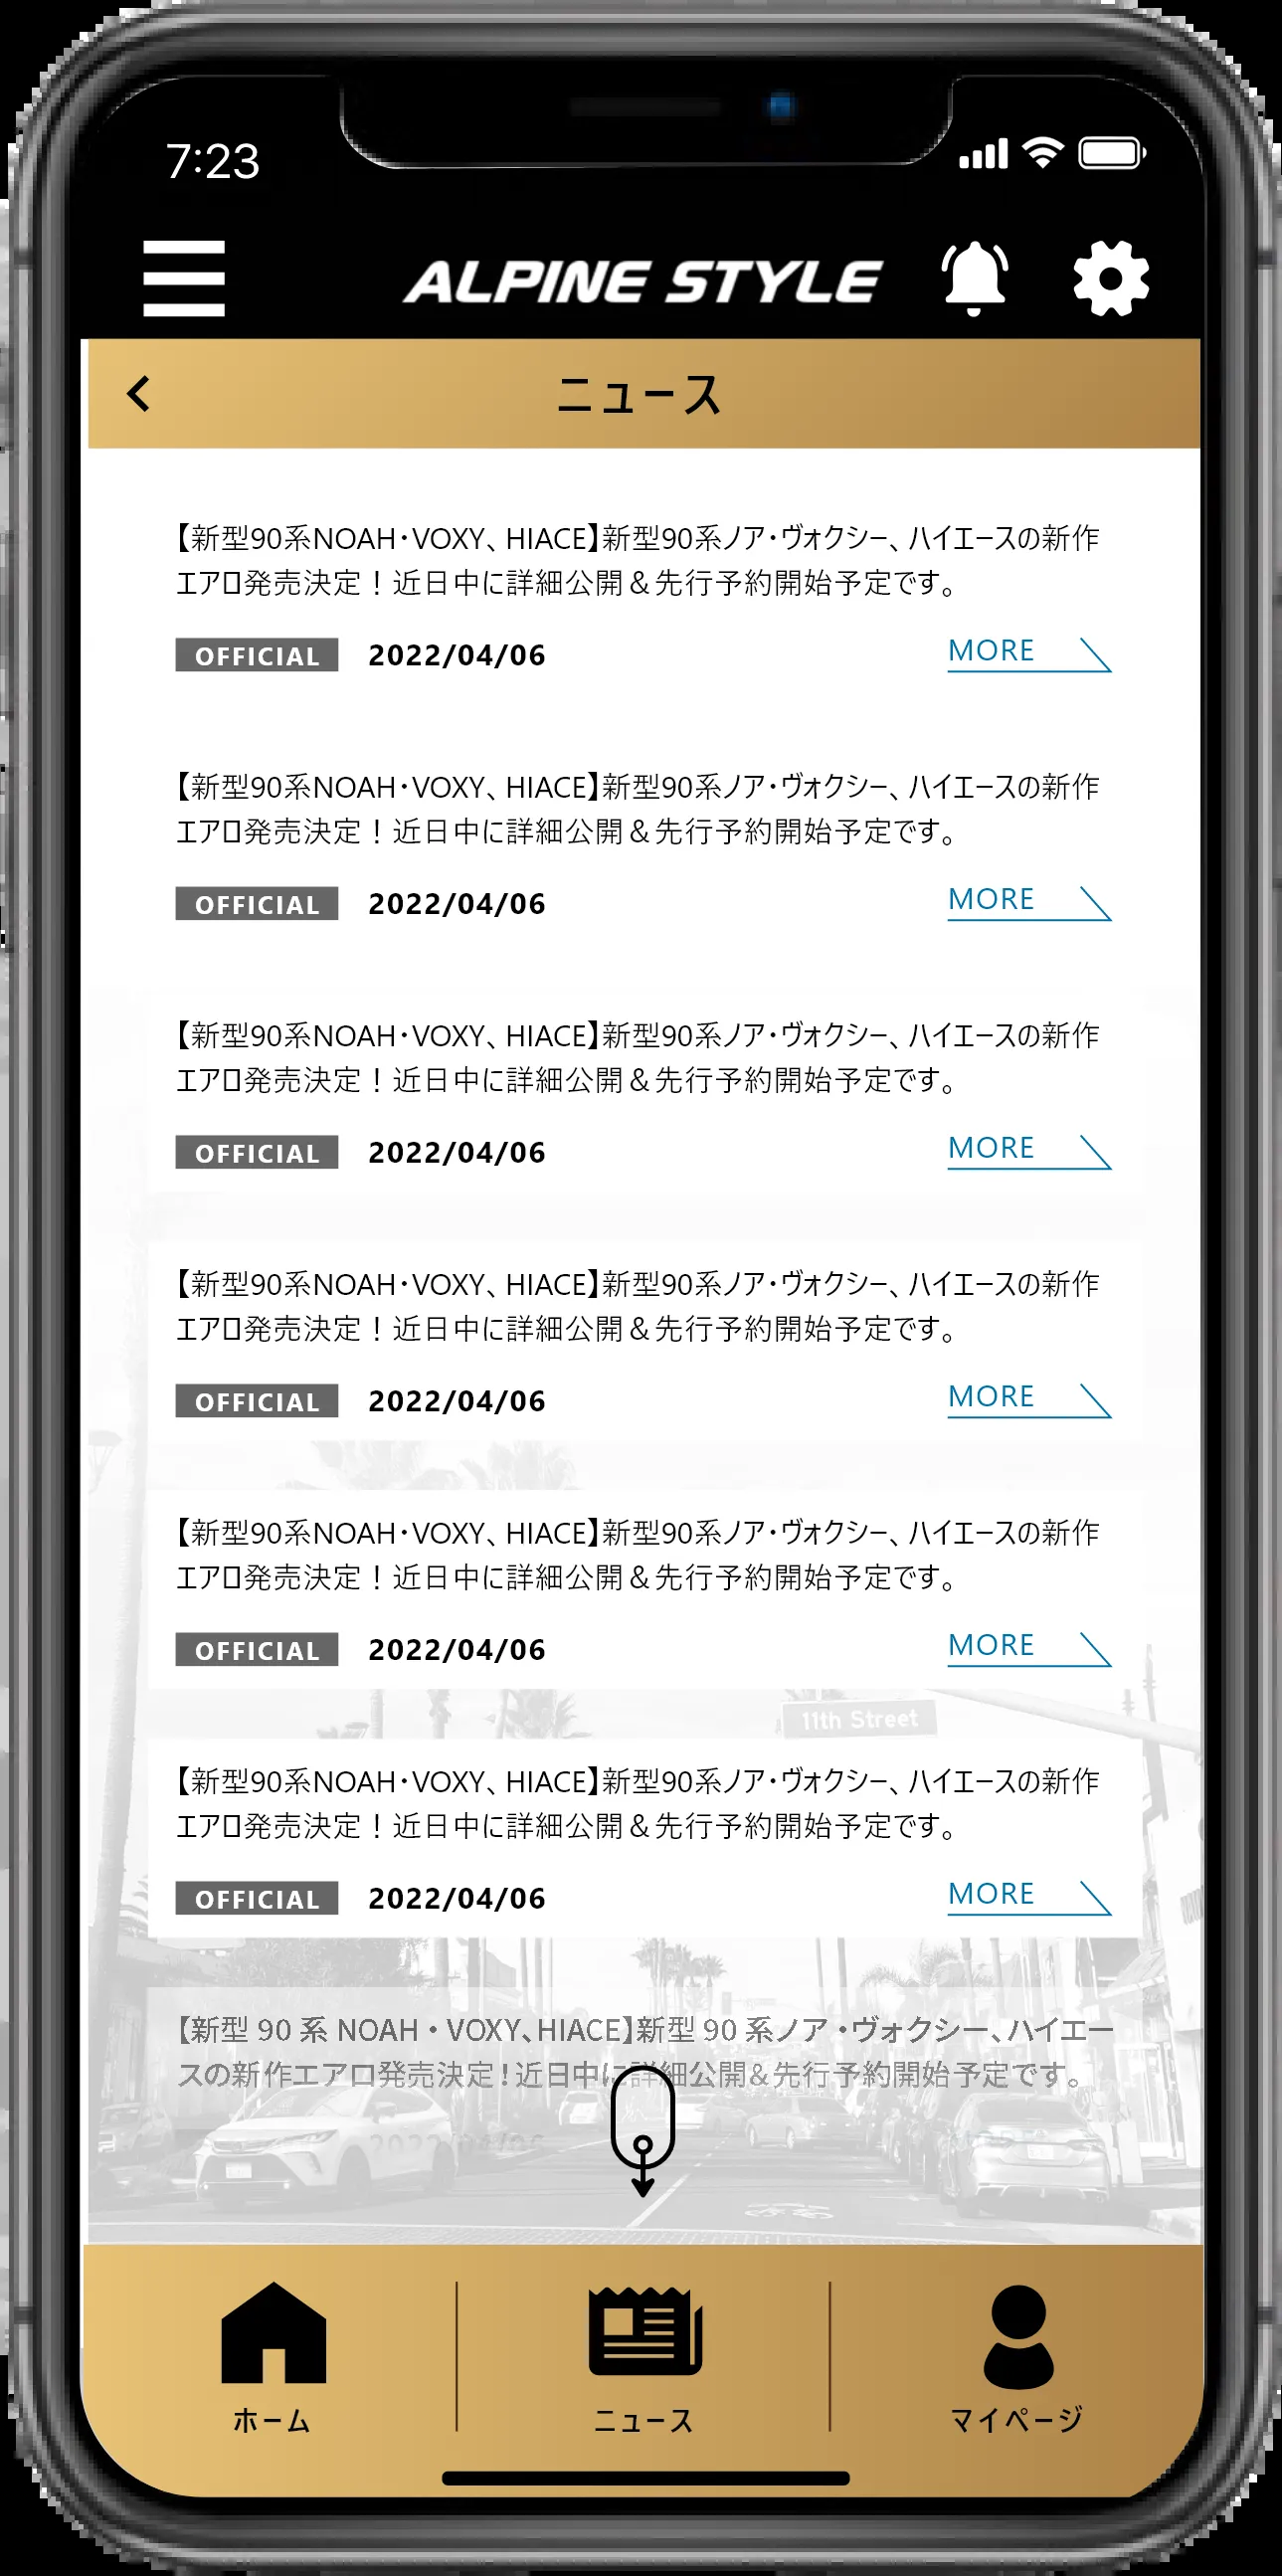 7:23
ALPINE STYLE
ニュース
【新型90系NOAH・VOXY、HIACE】新型90系ノア・ヴォクシー、ハイエースの新作
エアロ発売決定！近日中に詳細公開＆先行予約開始予定です。
OFFICIAL 2022/04/06 MORE
【新型90系NOAH・VOXY、HIACE】新型90系ノア・ヴォクシー、ハイエースの新作
エアロ発売決定！近日中に詳細公開＆先行予約開始予定です。
OFFICIAL 2022/04/06 MORE
【新型90系NOAH・VOXY、HIACE】新型90系ノア・ヴォクシー、ハイエースの新作
エアロ発売決定！近日中に詳細公開＆先行予約開始予定です。
OFFICIAL 2022/04/06 MORE
【新型90系NOAH・VOXY、HIACE】新型90系ノア・ヴォクシー、ハイエースの新作
エアロ発売決定！近日中に詳細公開＆先行予約開始予定です。
OFFICIAL 2022/04/06 MORE
【新型90系NOAH・VOXY、HIACE】新型90系ノア・ヴォクシー、ハイエースの新作
エアロ発売決定！近日中に詳細公開＆先行予約開始予定です。
OFFICIAL 2022/04/06 MORE
11th Street
【新型90系NOAH・VOXY、HIACE】新型90系ノア・ヴォクシー、ハイエースの新作
エアロ発売決定！近日中に詳細公開＆先行予約開始予定です。
OFFICIAL 2022/04/06 MORE
【新型 90 系 NOAH・VOXY、HIACE】新型 90 系ノア・ヴォクシー、ハイエー
スの新作エアロ発売決定！近日中に詳細公開＆先行予約開始予定です。
2022/04/06
ホーム ニュース マイページ